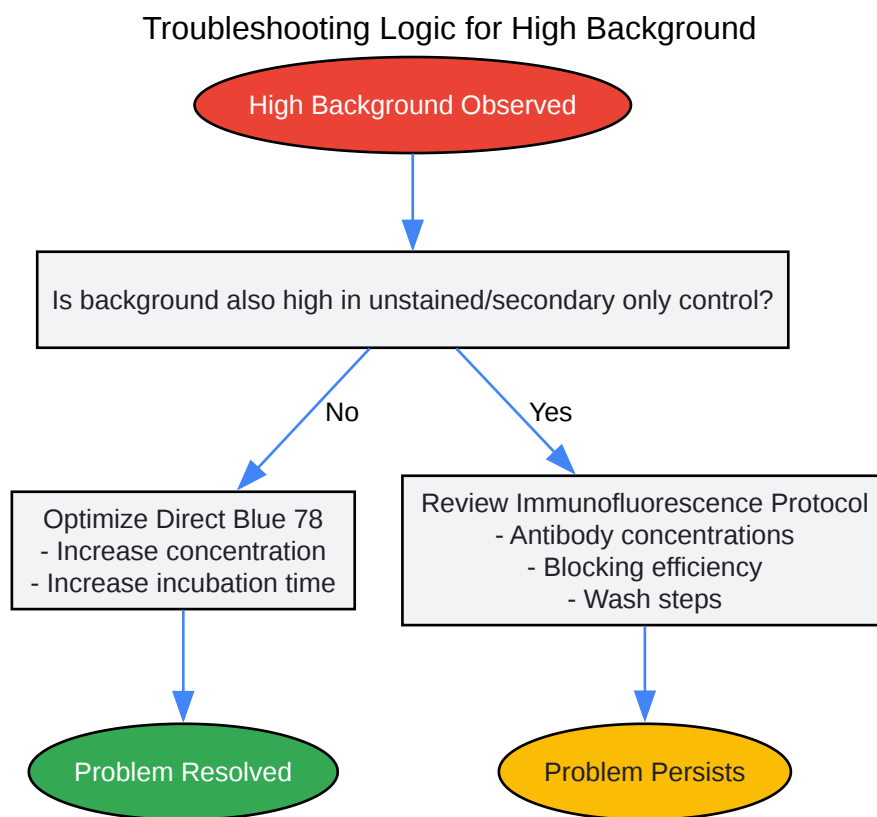 Troubleshooting Logic for High Background
High Background Observed
Is background also high in unstained/secondary only control?
No
Yes
Optimize Direct Blue 78
- Increase concentration
- Increase incubation time
Review Immunofluorescence Protocol
- Antibody concentrations
- Blocking efficiency
- Wash steps
Problem Resolved
Problem Persists